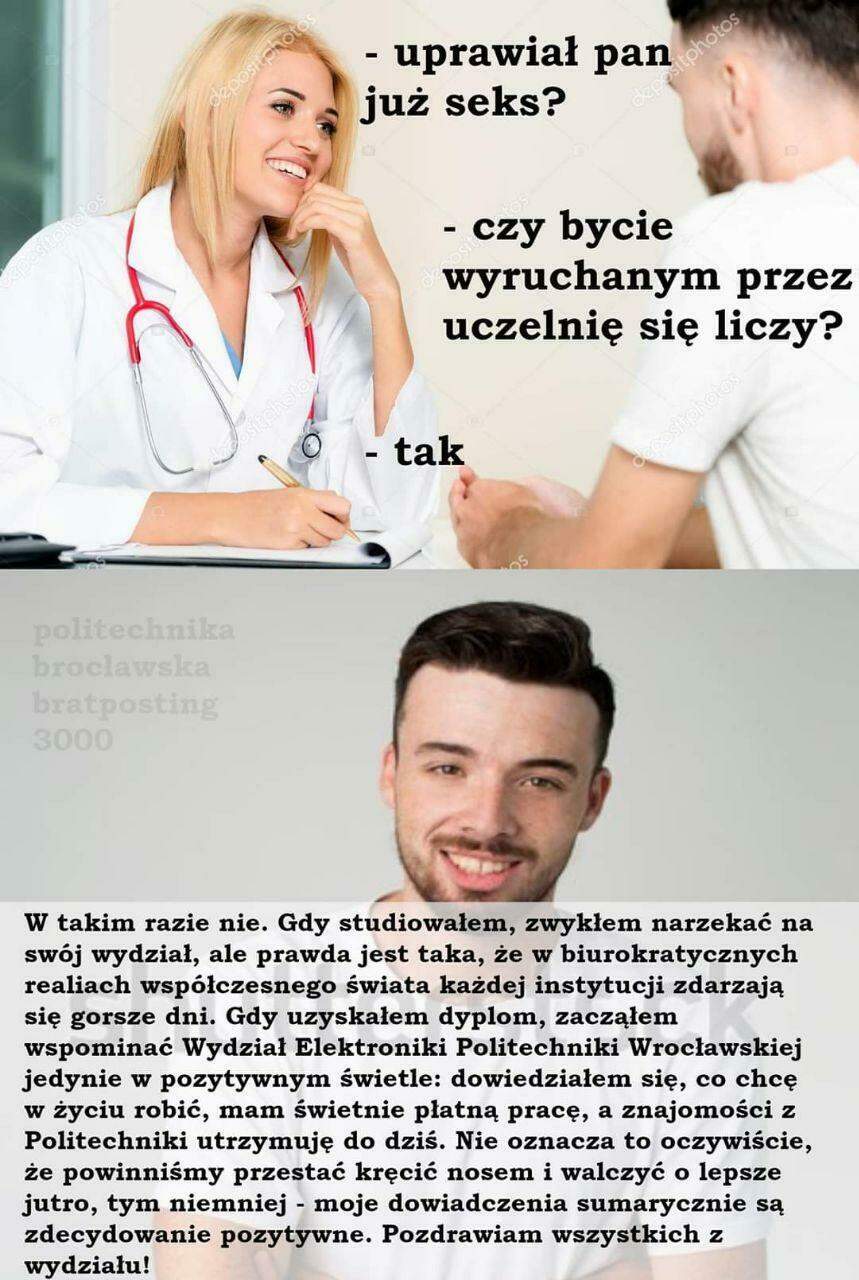 - uprawiał pan
już seks?
- czy bycie
wyruchanym przez
uczelnię się liczy?
- tak
politechnika
brocławska
bratposting
3000
W takim razie nie. Gdy studiowałem, zwykłem narzekać na
swój wydział, ale prawda jest taka, że w biurokratycznych
realiach współczesnego świata każdej instytucji zdarzają
się gorsze dni. Gdy uzyskałem dyplom, zacząłem
wspominać Wydział Elektroniki Politechniki Wrocławskiej
jedynie w pozytywnym świetle: dowiedziałem się, co chcę
w życiu robić, mam świetnie płatną pracę, a znajomości z
Politechniki utrzymuję do dziś. Nie oznacza to oczywiście,
że powinniśmy przestać kręcić nosem i walczyć o lepsze
jutro, tym niemniej - moje dowiadczenia sumarycznie są
zdecydowanie pozytywne. Pozdrawiam wszystkich z
wydziału!
depositphotos
shutterstock